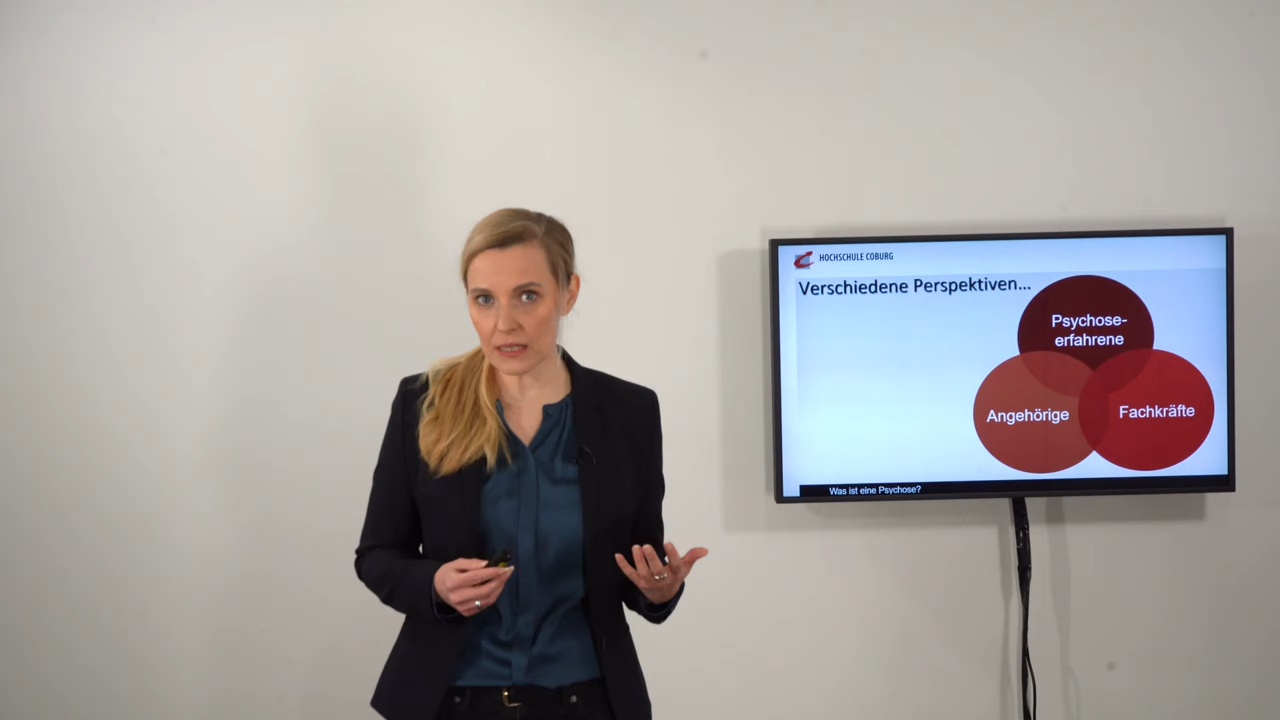 HOCHSCHULE COBURG
Verschiedene Perspektiven...
Psychose-
erfahrene
Angehörige
Fachkräfte
Was ist eine Psychose?